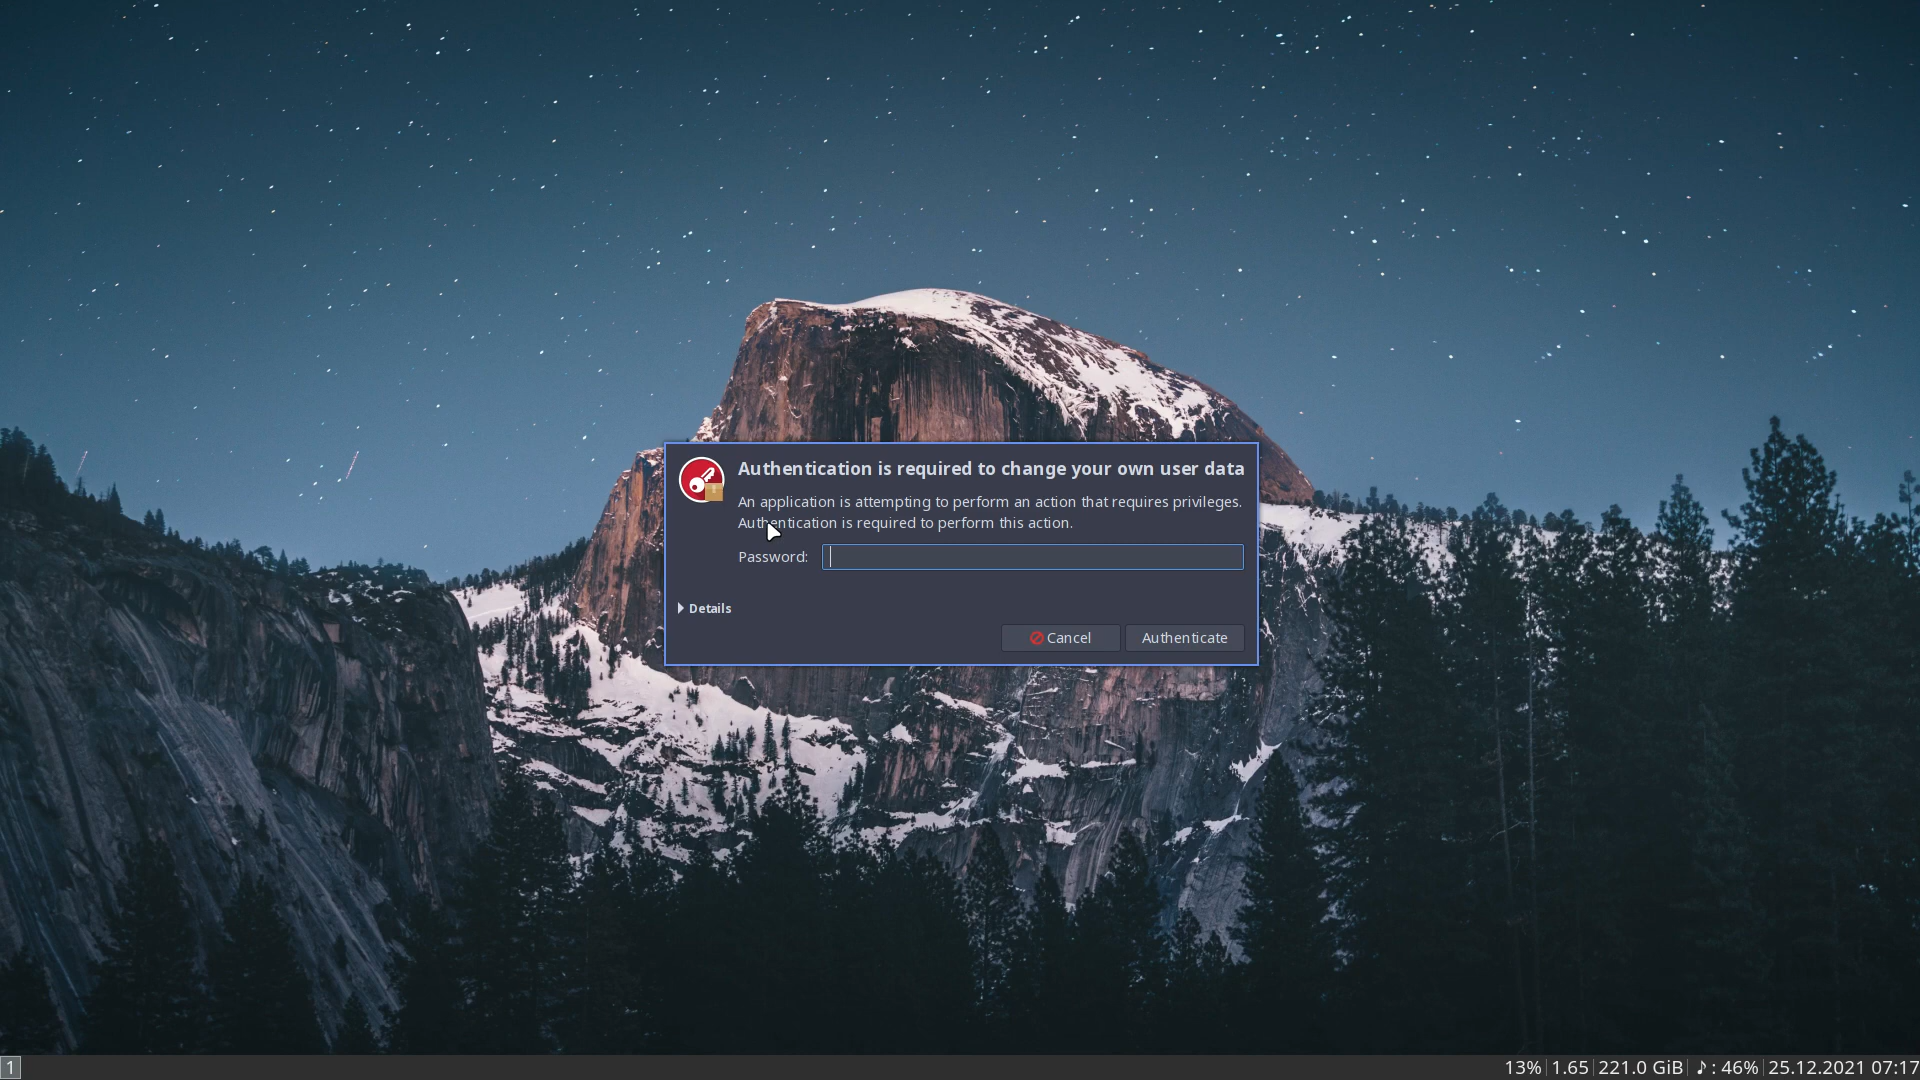 Authentication is required to change your own user data
An application is attempting to perform an action that requires privileges.
Authentication is required to perform this action.
Password:
Details
Cancel
Authenticate
1
13% 1.65 221.0 GiB ♪: 46% 25.12.2021 07:17